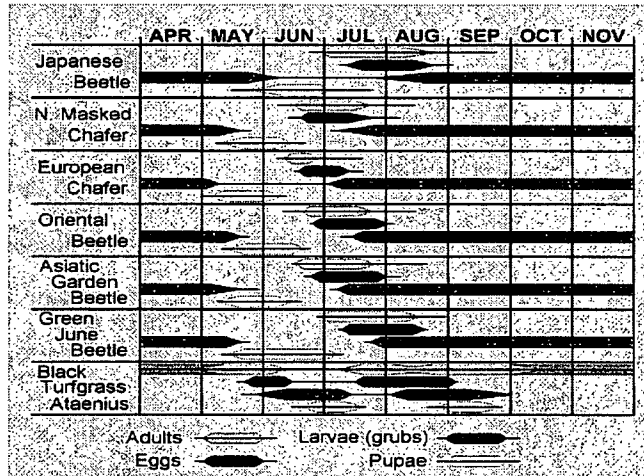 APR MAY JUN JUL AUG SEP OCT NOV
Japanese
Beetle
N. Masked
Chafer
European
Chafer
Oriental
Beetle
Asiatic
Garden
Beetle
Green
June
Beetle
Black
Turfgrass
Ataenius
Adults Larvae (grubs)
Eggs Pupae